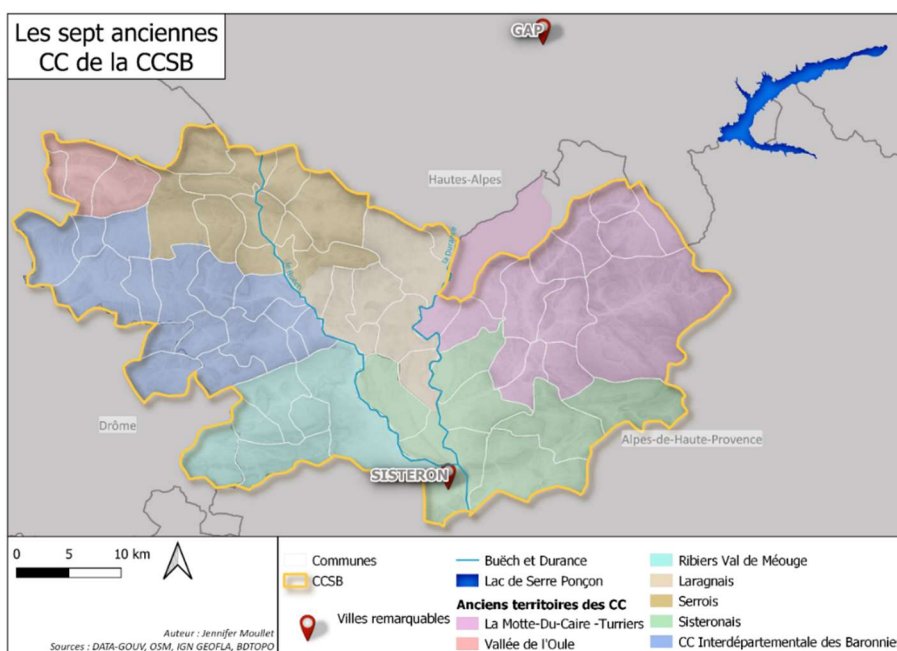 Les sept anciennes
CC de la CCSB
GAP
Hautes-Alpes
la Durance
Drôme
Alpes-de-Haute-Provence
SISTERON
0 5 10 km
Auteur : Jennifer Moullet
Sources : DATA-GOUV, OSM, IGN GEOFLA, BDTOPO
Communes
CCSB
Villes remarquables
Buëch et Durance
Lac de Serre Ponçon
Anciens territoires des CC
La Motte-Du-Caire -Turriers
Vallée de l'Oule
Ribiers Val de Méouge
Laragnais
Serrois
Sisteronais
CC Interdépartementale des Baronnie